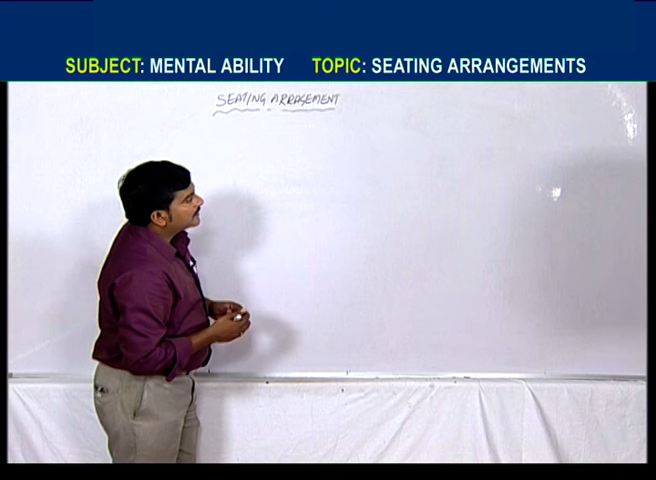 SUBJECT: MENTAL ABILITY TOPIC: SEATING ARRANGEMENTS
SEATING ARRAGEMENT